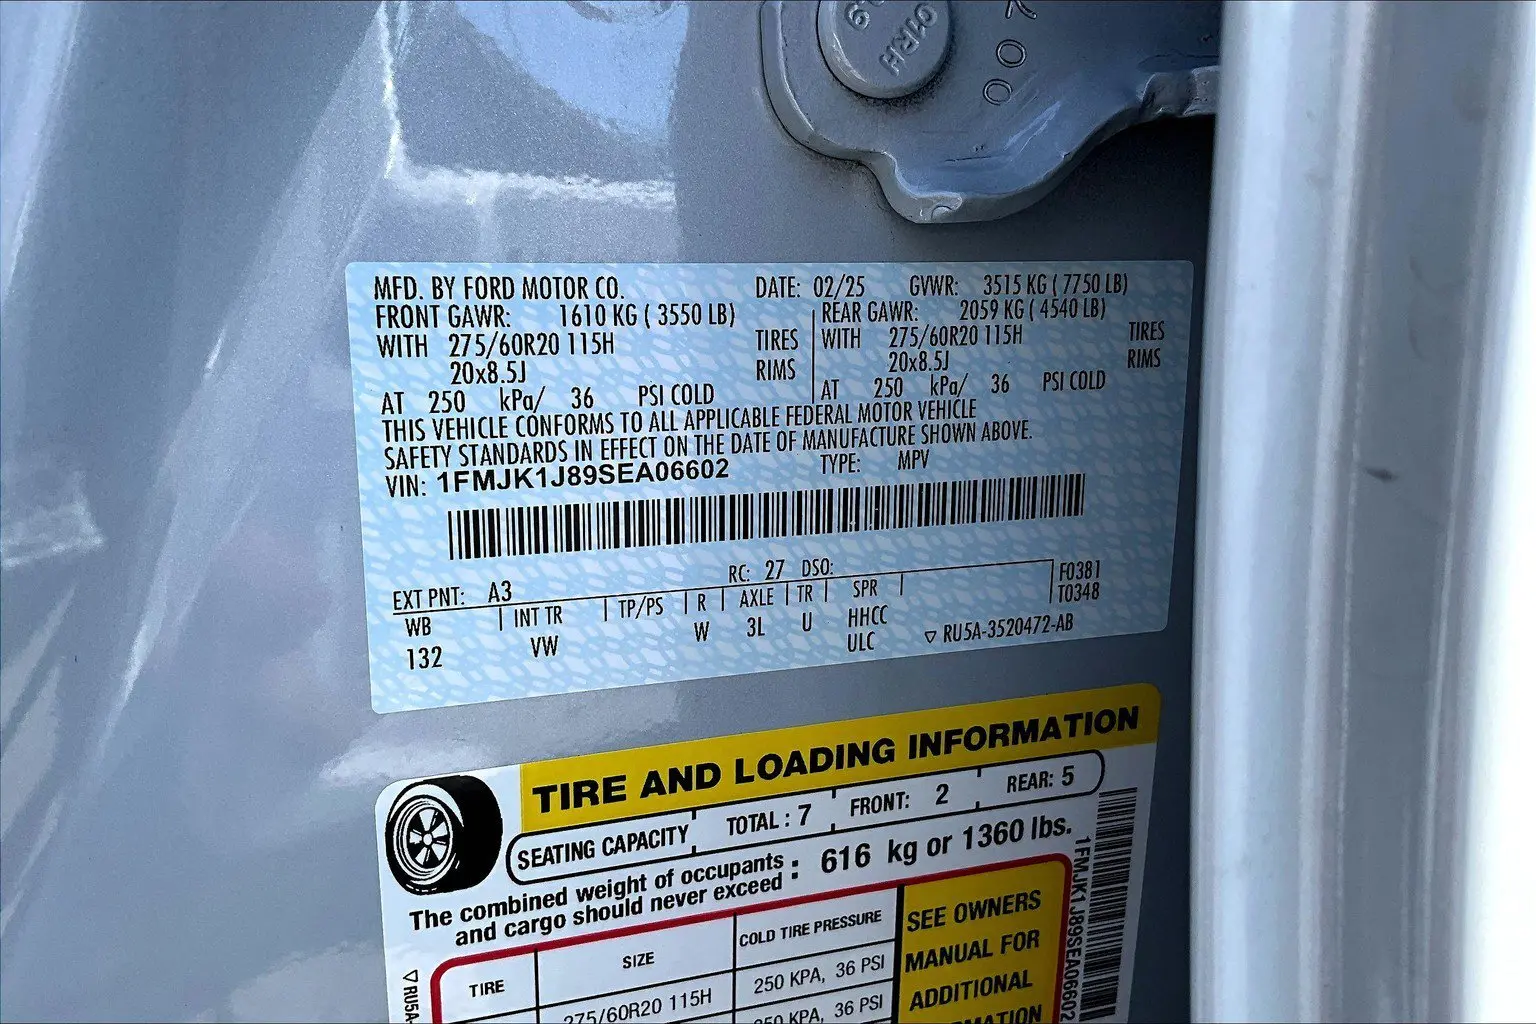 01RH
00
MFD. BY FORD MOTOR CO. DATE: 02/25 GVWR: 3515 KG ( 7750 LB)
FRONT GAWR: 1610 KG ( 3550 LB) REAR GAWR: 2059 KG ( 4540 LB)
WITH 275/60R20 115H TIRES WITH 275/60R20 115H TIRES
20x8.5J RIMS 20x8.5J RIMS
AT 250 kPa/ 36 PSI COLD AT 250 kPa/ 36 PSI COLD
THIS VEHICLE CONFORMS TO ALL APPLICABLE FEDERAL MOTOR VEHICLE
SAFETY STANDARDS IN EFFECT ON THE DATE OF MANUFACTURE SHOWN ABOVE.
VIN: 1FMJK1J89SEA06602 TYPE: MPV
EXT PNT: A3 RC: 27 DSO: F0381
WB INT TR TP/PS R AXLE TR SPR T0348
132 VW W 3L U HHCC
ULC ▽ RU5A-3520472-AB
TIRE AND LOADING INFORMATION
SEATING CAPACITY TOTAL : 7 FRONT: 2 REAR: 5
The combined weight of occupants
and cargo should never exceed : 616 kg or 1360 lbs.
TIRE SIZE COLD TIRE PRESSURE
275/60R20 115H 250 KPA, 36 PSI
250 KPA, 36 PSI
SEE OWNERS
MANUAL FOR
ADDITIONAL
1FMJK1J89SEA06602
▽ RU5A-